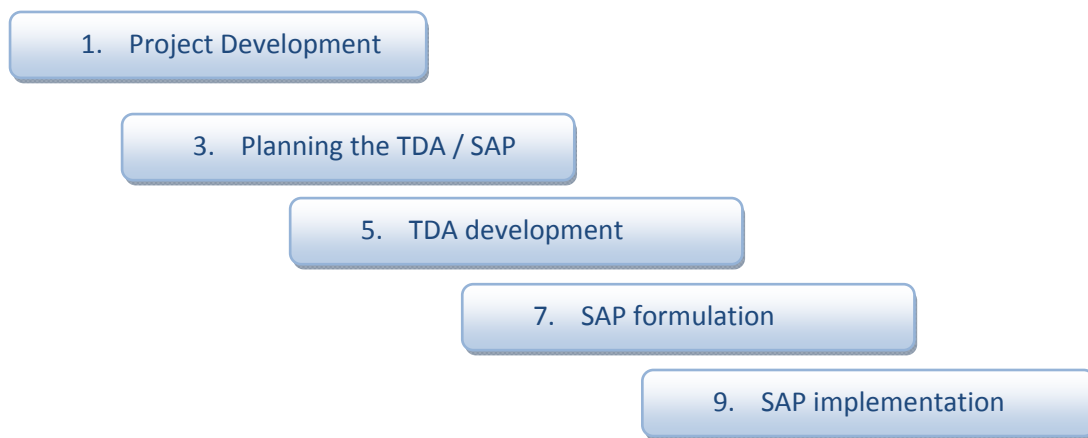 1. Project Development
3. Planning the TDA / SAP
5. TDA development
7. SAP formulation
9. SAP implementation